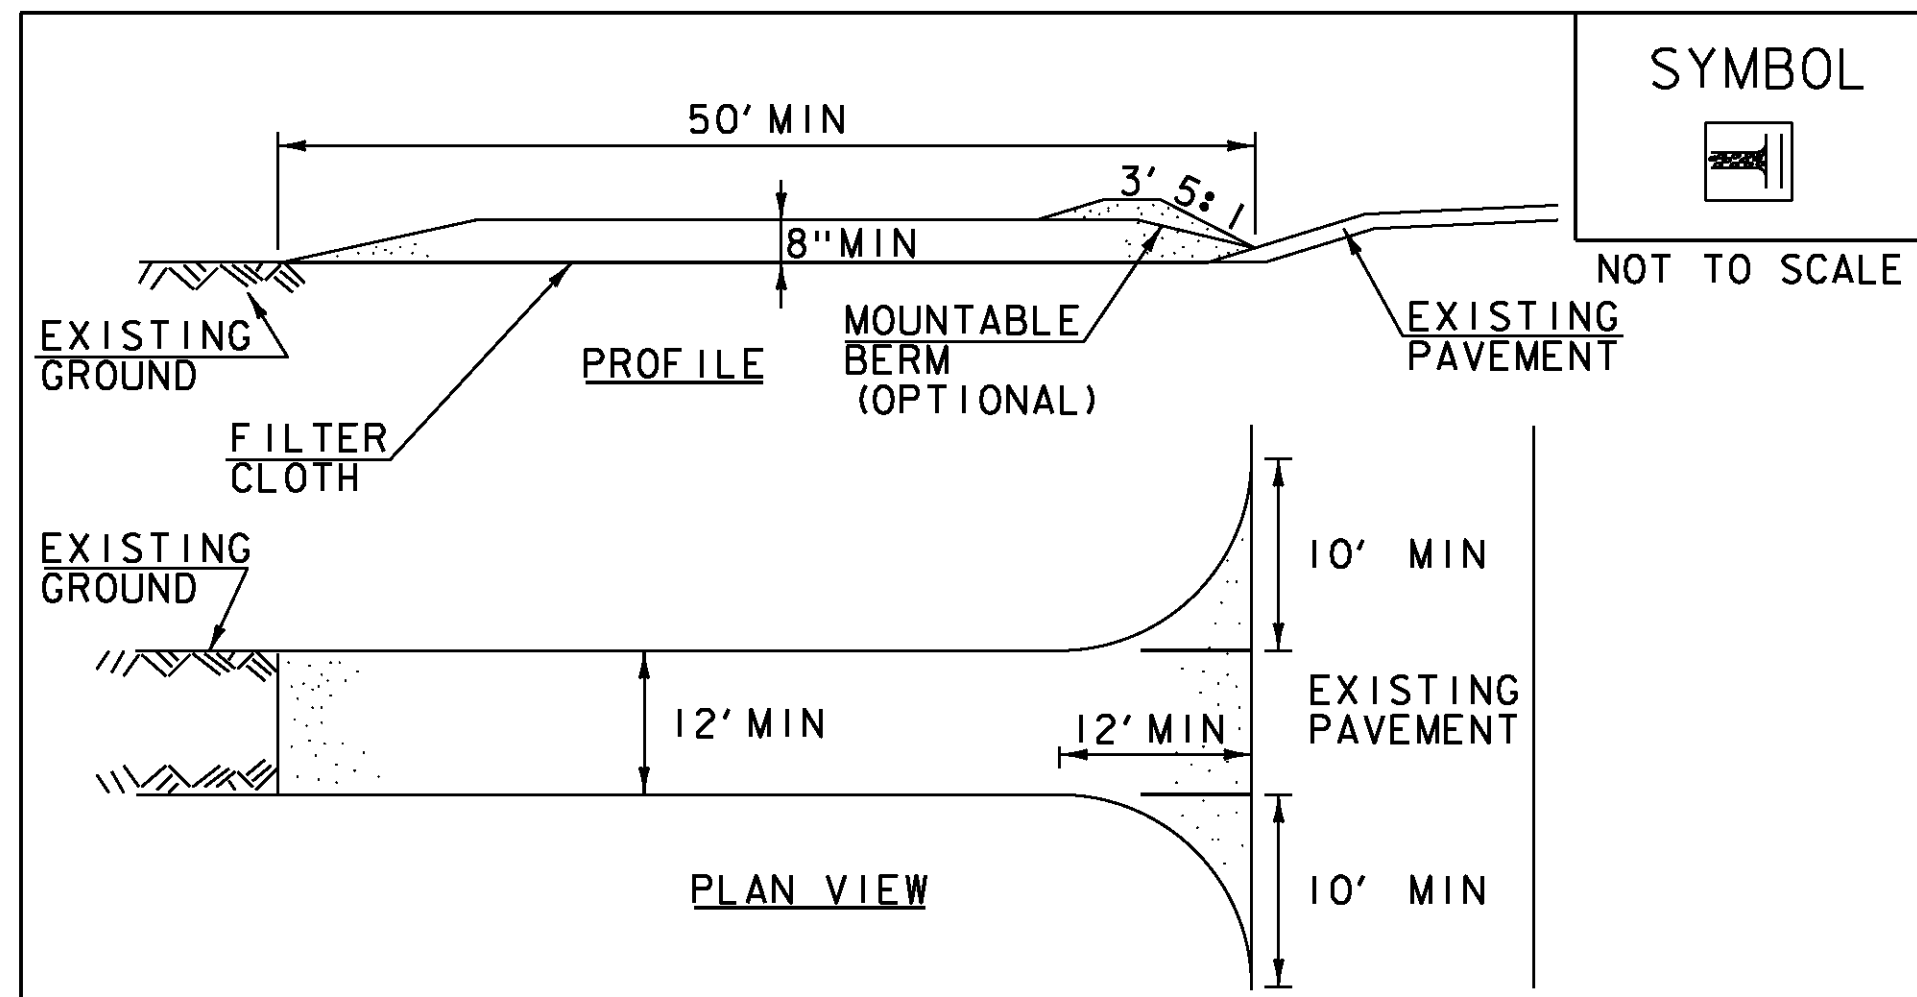 SYMBOL
50' MIN
3' 5:1
8" MIN
NOT TO SCALE
EXISTING
GROUND
PROFILE
MOUNTABLE
BERM
(OPTIONAL)
EXISTING
PAVEMENT
FILTER
CLOTH
EXISTING
GROUND
10' MIN
12' MIN
12' MIN
EXISTING
PAVEMENT
PLAN VIEW
10' MIN